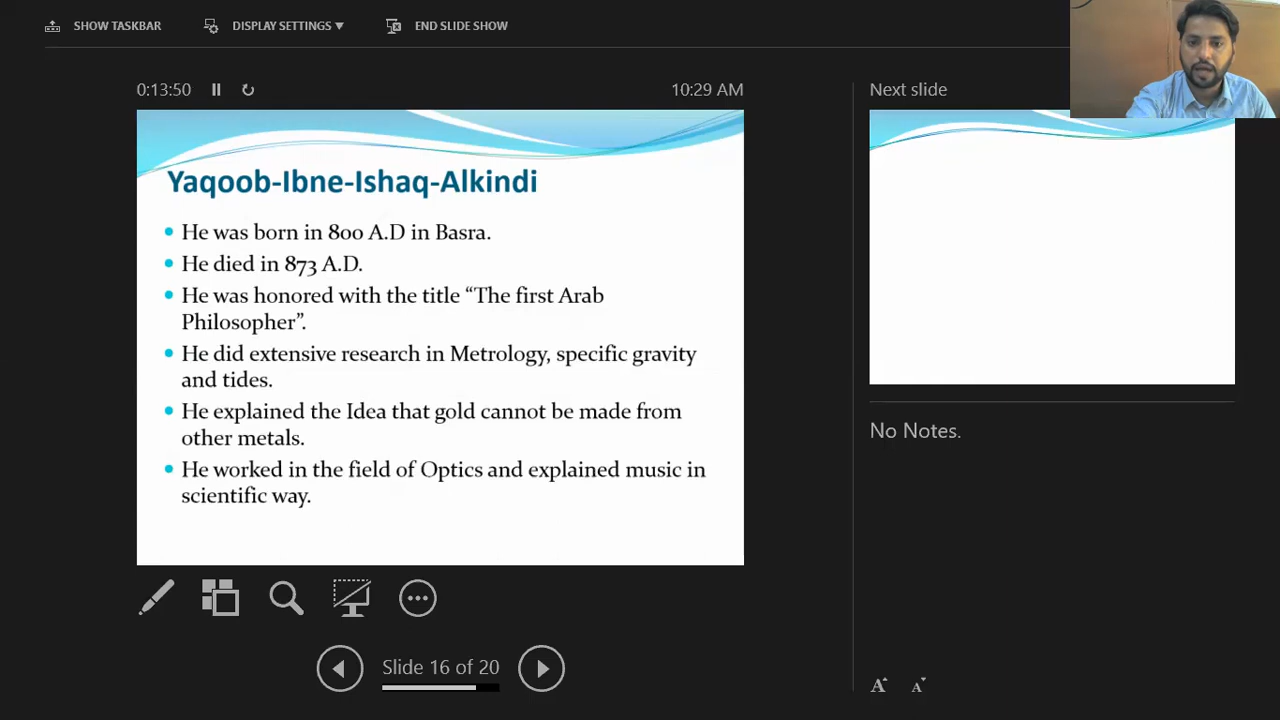 SHOW TASKBAR DISPLAY SETTINGS ▼ END SLIDE SHOW
0:13:50 10:29 AM Next slide
Yaqoob-Ibne-Ishaq-Alkindi
• He was born in 800 A.D in Basra.
• He died in 873 A.D.
• He was honored with the title “The first Arab
Philosopher”.
• He did extensive research in Metrology, specific gravity
and tides.
• He explained the Idea that gold cannot be made from
other metals.
• He worked in the field of Optics and explained music in
scientific way.
No Notes.
Slide 16 of 20
A A